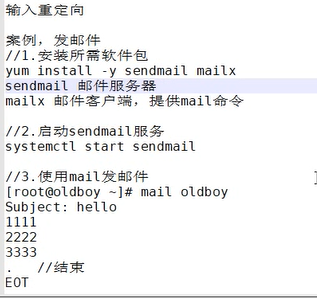 输入重定向
案例，发邮件
//1.安装所需软件包
yum install -y sendmail mailx
sendmail 邮件服务器
mailx 邮件客户端，提供mail命令
//2.启动sendmail服务
systemctl start sendmail
//3.使用mail发邮件
[root@oldboy ~]# mail oldboy
Subject: hello
1111
2222
3333
.   //结束
EOT